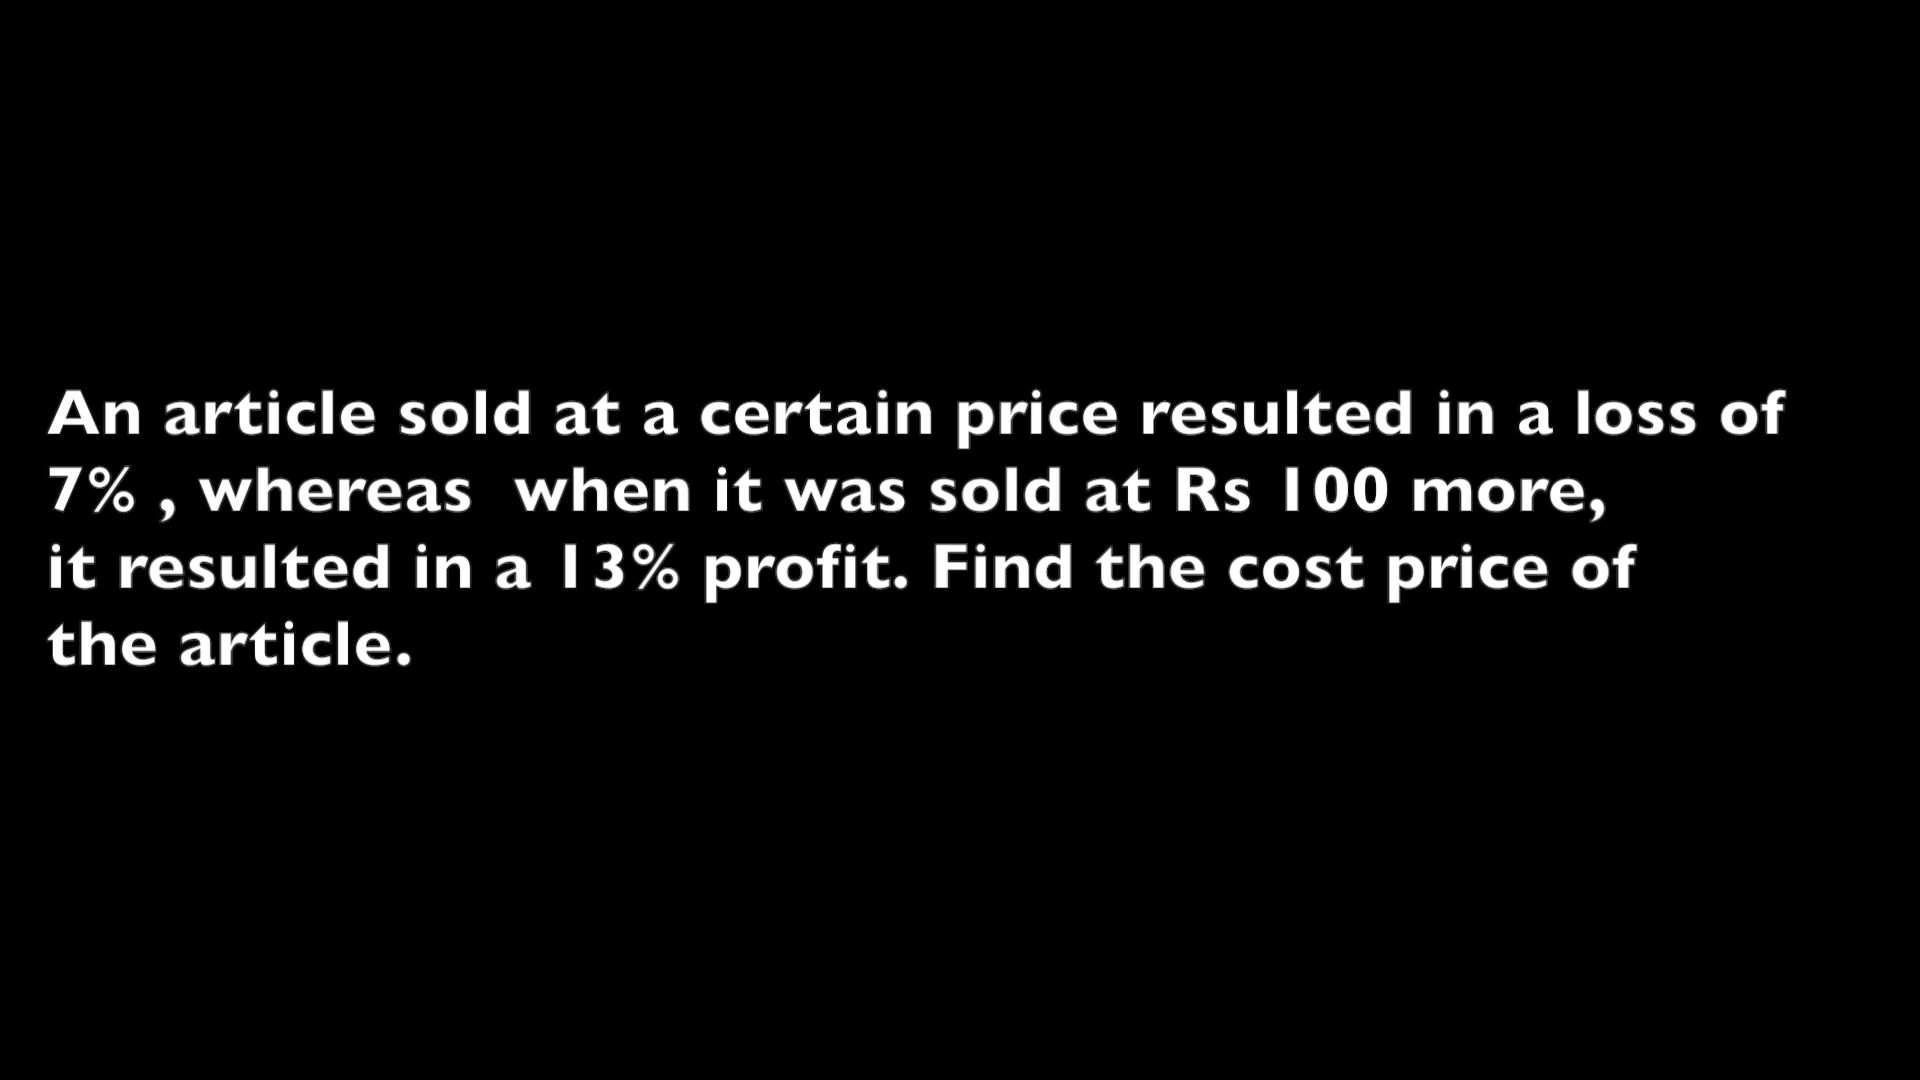 An article sold at a certain price resulted in a loss of
7% , whereas  when it was sold at Rs 100 more,
it resulted in a 13% profit. Find the cost price of
the article.